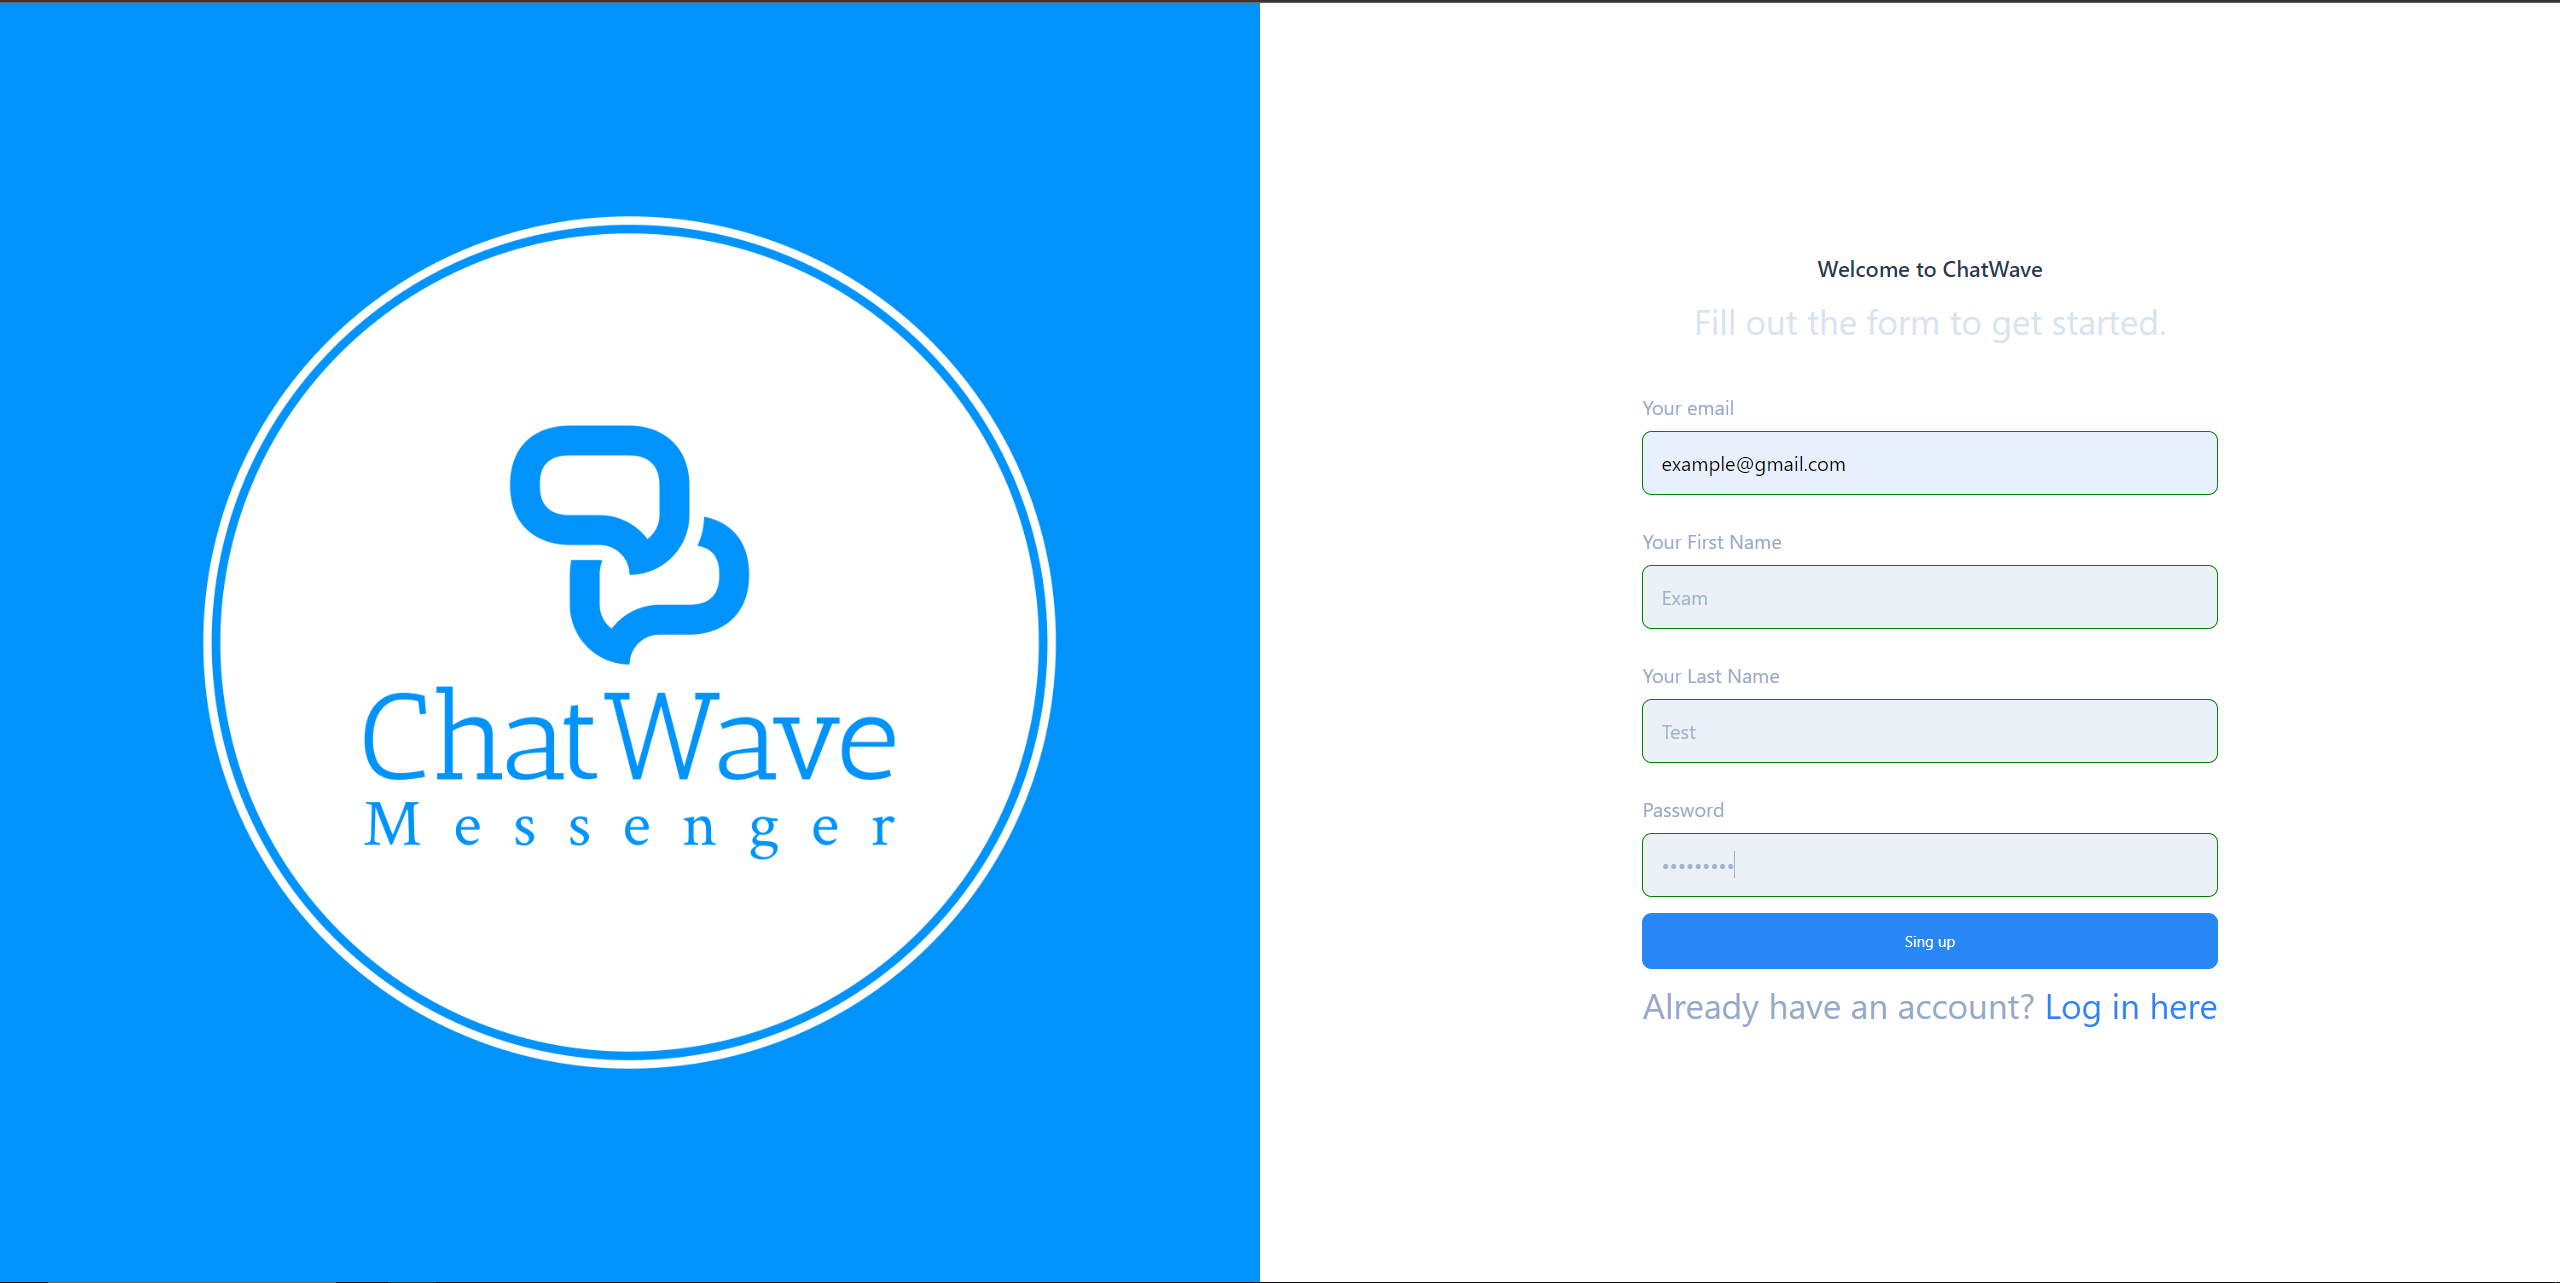 ChatWave
Messenger
Welcome to ChatWave
Fill out the form to get started.
Your email
example@gmail.com
Your First Name
Exam
Your Last Name
Test
Password
•••••••••
Sing up
Already have an account? Log in here